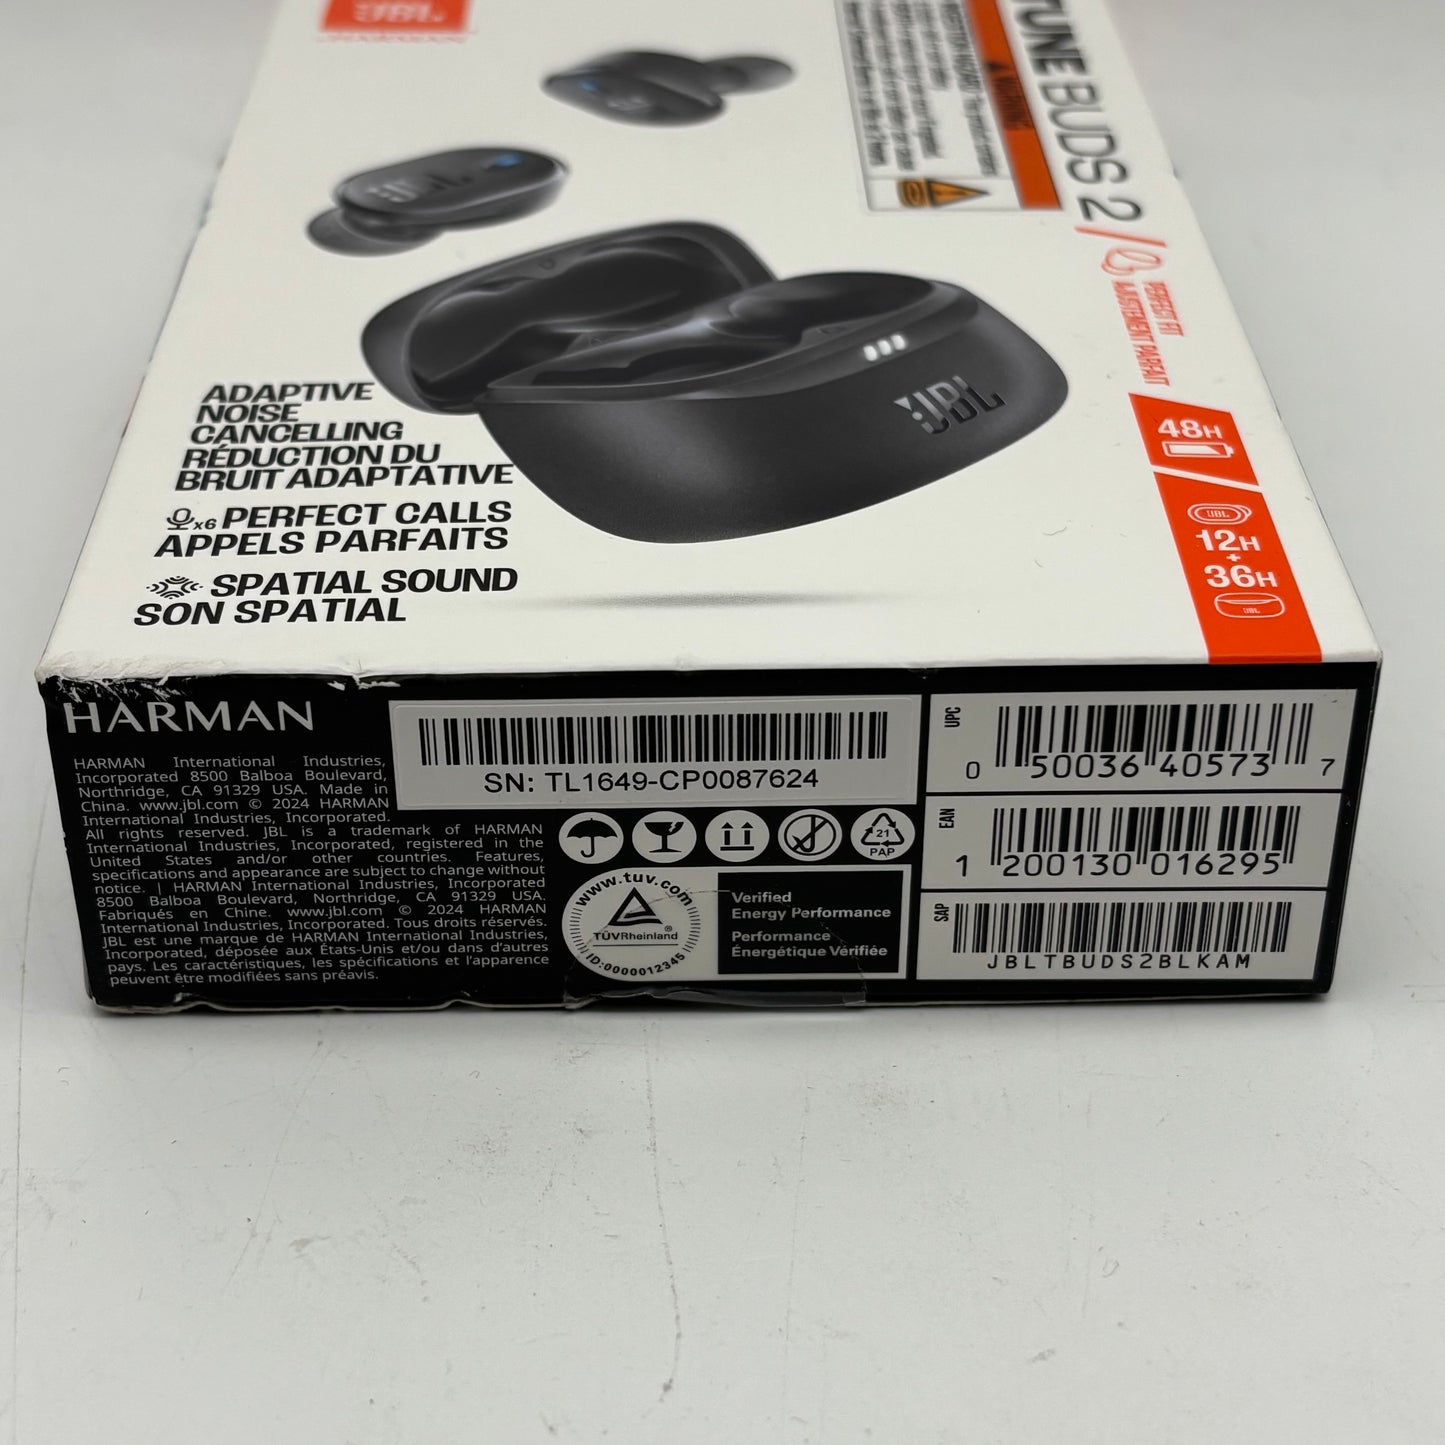 JBL
HARMAN
TUNE BUDS 2
WARNING
PERFECT FIT
AJUSTEMENT PARFAIT
JBL
JBL
48H
JBL
12H
+
36H
JBL
ADAPTIVE
NOISE
CANCELLING
RÉDUCTION DU
BRUIT ADAPTATIVE
x6 PERFECT CALLS
APPELS PARFAITS
SPATIAL SOUND
SON SPATIAL
HARMAN
HARMAN International Industries,
Incorporated 8500 Balboa Boulevard,
Northridge, CA 91329 USA. Made in
China. www.jbl.com © 2024 HARMAN
International Industries, Incorporated.
All rights reserved. JBL is a trademark of HARMAN
International Industries, Incorporated, registered in the
United States and/or other countries. Features,
specifications and appearance are subject to change without
notice. | HARMAN International Industries, Incorporated
8500 Balboa Boulevard, Northridge, CA 91329 USA.
Fabriqués en Chine. www.jbl.com © 2024 HARMAN
International Industries, Incorporated. Tous droits réservés.
JBL est une marque de HARMAN International Industries,
Incorporated, déposée aux États-Unis et/ou dans d'autres
pays. Les caractéristiques, les spécifications et l'apparence
peuvent être modifiées sans préavis.
SN: TL1649-CP0087624
21
PAP
www.tuv.com
TÜVRheinland®
ID:0000012345
Verified
Energy Performance
Performance
Énergétique Vérifiée
UPC
0 50036 40573 7
EAN
1 200130 016295
SAP
JBLTBUDS2BLKAM